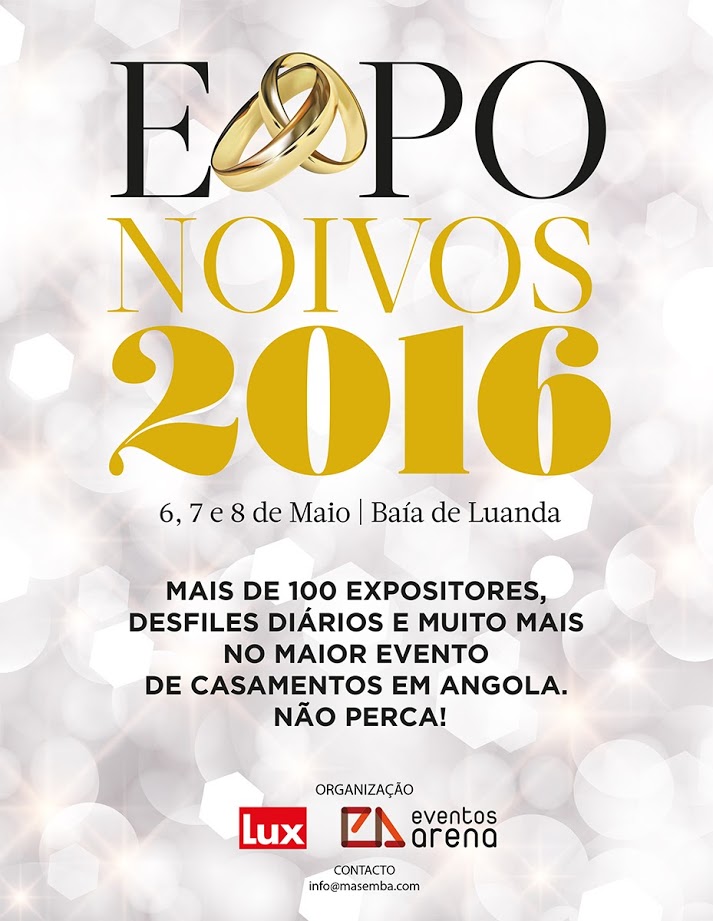 EXPO
NOIVOS
2016
6, 7 e 8 de Maio | Baía de Luanda
MAIS DE 100 EXPOSITORES,
DESFILES DIÁRIOS E MUITO MAIS
NO MAIOR EVENTO
DE CASAMENTOS EM ANGOLA.
NÃO PERCA!
ORGANIZAÇÃO
Lux
EA eventos
arena
CONTACTO
info@masemba.com